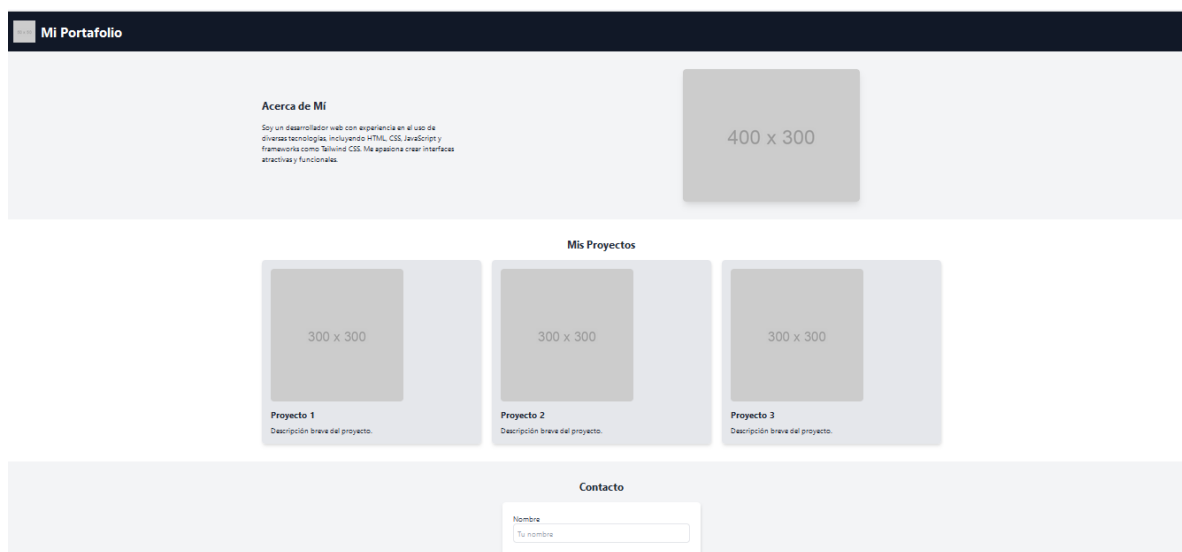 Mi Portafolio
Acerca de Mí
Soy un desarrollador web con experiencia en el uso de
diversas tecnologías, incluyendo HTML, CSS, JavaScript y
frameworks como Tailwind CSS. Me apasiona crear interfaces
atractivas y funcionales.
400 x 300
Mis Proyectos
300 x 300
300 x 300
300 x 300
Proyecto 1
Proyecto 2
Proyecto 3
Descripción breve del proyecto.
Descripción breve del proyecto.
Descripción breve del proyecto.
Contacto
Nombre
Tu nombre